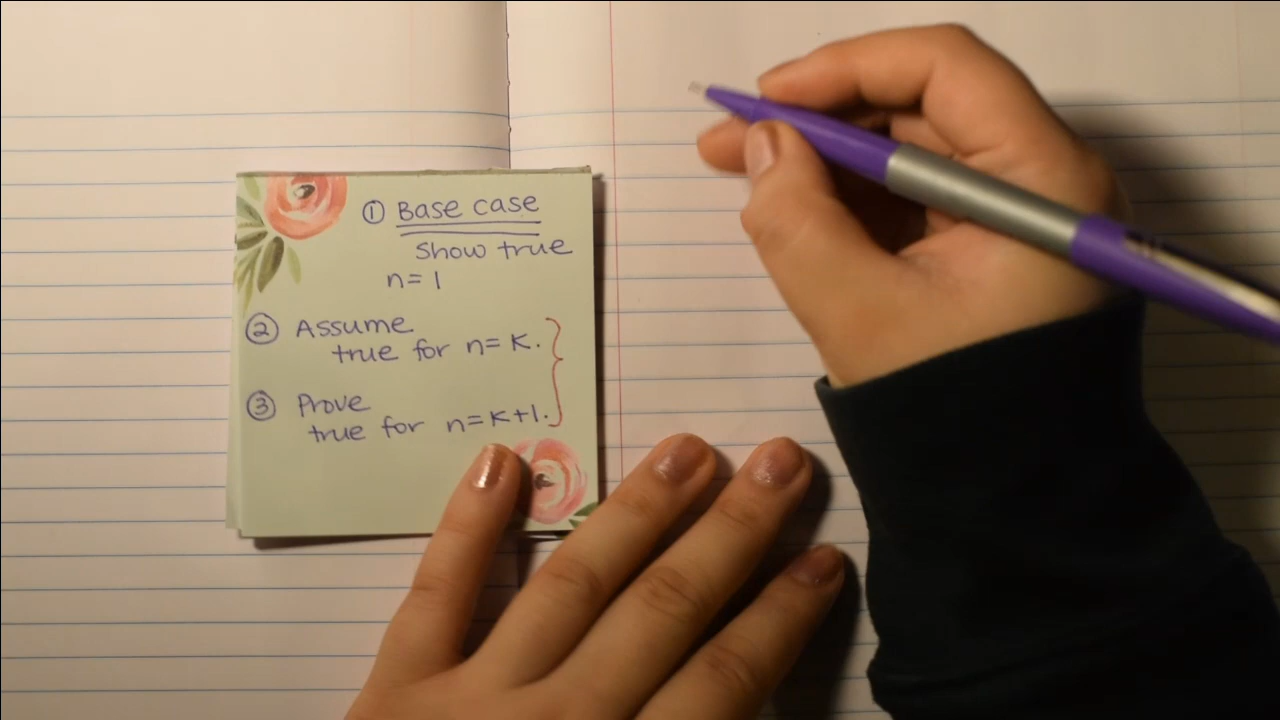 ① Base case
Show true
n=1
② Assume
true for n=k.
③ Prove
true for n=k+1.